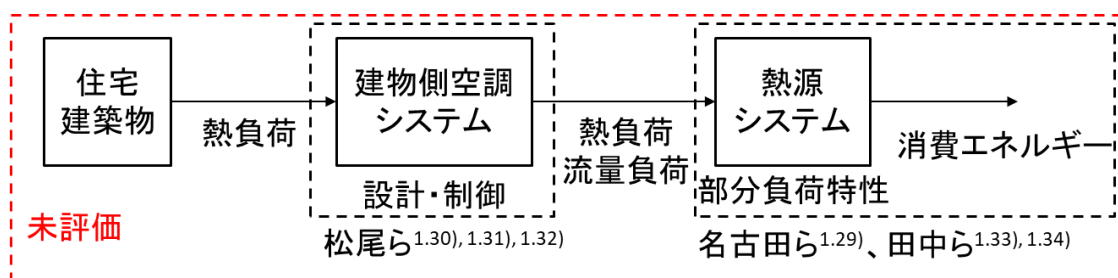 住宅
建築物
熱負荷
建物側空調
システム
設計・制御
熱負荷
流量負荷
熱源
システム
部分負荷特性
消費エネルギー
未評価
松尾ら1.30), 1.31), 1.32)
名古田ら1.29)、田中ら1.33), 1.34)